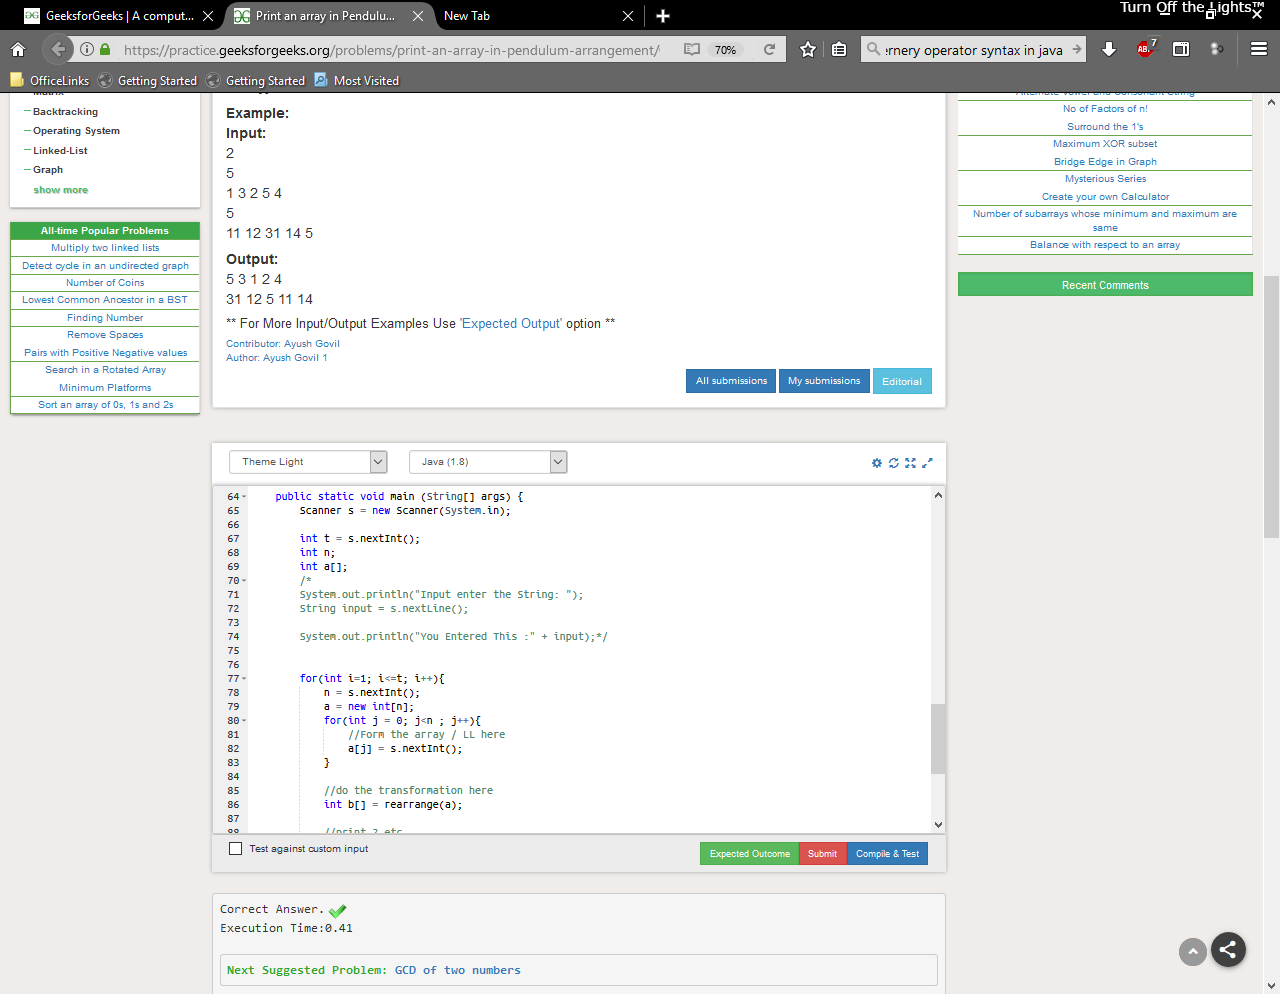 Turn Off the Lights™
GeeksforGeeks | A comput...
Print an array in Pendulu...
New Tab
https://practice.geeksforgeeks.org/problems/print-an-array-in-pendulum-arrangement/
70%
ernery operator syntax in java
ABP
7
OfficeLinks
Getting Started
Getting Started
Most Visited
Matrix
Backtracking
Operating System
Linked-List
Graph
show more
All-time Popular Problems
Multiply two linked lists
Detect cycle in an undirected graph
Number of Coins
Lowest Common Ancestor in a BST
Finding Number
Remove Spaces
Pairs with Positive Negative values
Search in a Rotated Array
Minimum Platforms
Sort an array of 0s, 1s and 2s
Example:
Input:
2
5
1 3 2 5 4
5
11 12 31 14 5
Output:
5 3 1 2 4
31 12 5 11 14
** For More Input/Output Examples Use 'Expected Output' option **
Contributor: Ayush Govil
Author: Ayush Govil 1
All submissions
My submissions
Editorial
Alternate Vowel and Consonant String
No of Factors of n!
Surround the 1's
Maximum XOR subset
Bridge Edge in Graph
Mysterious Series
Create your own Calculator
Number of subarrays whose minimum and maximum are
same
Balance with respect to an array
Recent Comments
Theme Light
Java (1.8)
64 public static void main (String[] args) {
65 Scanner s = new Scanner(System.in);
66
67 int t = s.nextInt();
68 int n;
69 int a[];
70 /*
71 System.out.println("Input enter the String: ");
72 String input = s.nextLine();
73
74 System.out.println("You Entered This :" + input);*/
75
76
77 for(int i=1; i<=t; i++){
78 n = s.nextInt();
79 a = new int[n];
80 for(int j = 0; j<n ; j++){
81 //Form the array / LL here
82 a[j] = s.nextInt();
83 }
84
85 //do the transformation here
86 int b[] = rearrange(a);
87
88 //print 2 etc
Test against custom input
Expected Outcome
Submit
Compile & Test
Correct Answer.
Execution Time:0.41
Next Suggested Problem: GCD of two numbers